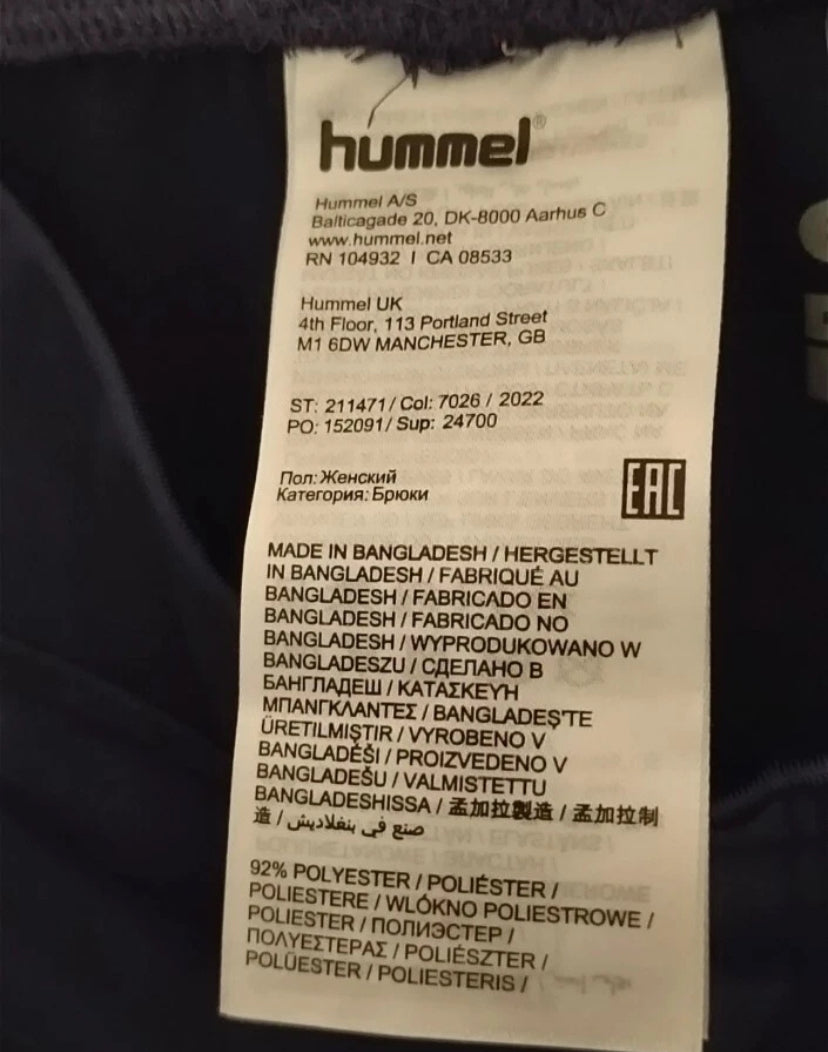 hummel®
Hummel A/S
Balticagade 20, DK-8000 Aarhus C
www.hummel.net
RN 104932 I CA 08533
Hummel UK
4th Floor, 113 Portland Street
M1 6DW MANCHESTER, GB
ST: 211471/ Col: 7026 / 2022
PO: 152091/ Sup: 24700
Пол: Женский
Категория: Брюки
EAC
MADE IN BANGLADESH / HERGESTELLT
IN BANGLADESH / FABRIQUÉ AU
BANGLADESH / FABRICADO EN
BANGLADESH / FABRICADO NO
BANGLADESH / WYPRODUKOWANO W
BANGLADESZU / СДЕЛАНО В
БАНГЛАДЕШ / ΚΑΤΑΣΚΕΥΉ
ΜΠΑΝΓΚΛΑΝΤΕΣ / BANGLADEŞ'TE
ÜRETILMIŞTIR / VYROBENO V
BANGLADÉŠI / PROIZVEDENO V
BANGLADEŠU / VALMISTETTU
BANGLADESHISSA / 孟加拉製造 / 孟加拉制
造 / صنع في بنغلاديش /
92% POLYESTER / POLIÉSTER /
POLIESTERE / WLÓKNO POLIESTROWE /
POLIESTER / ПОЛИЭСТЕР /
ΠΟΛΥΕΣΤΕΡΑΣ / POLIÉSZTER /
POLÜESTER / POLIESTERIS /